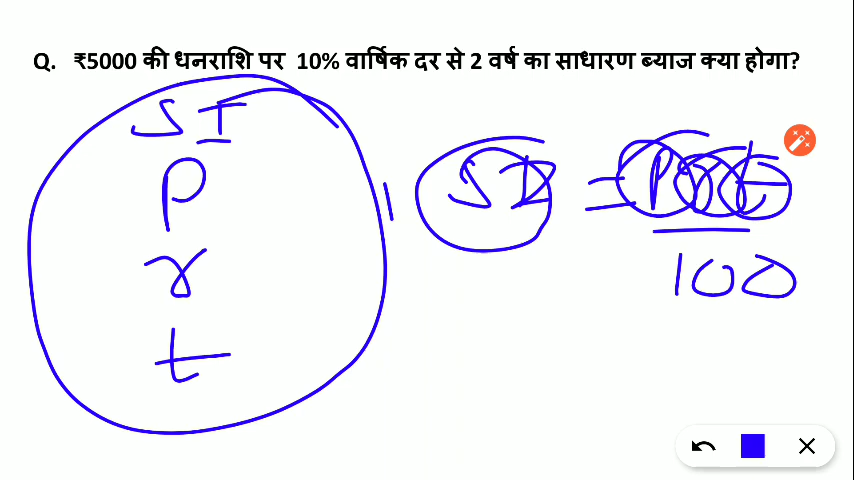 Q. ₹5000 की धनराशि पर 10% वार्षिक दर से 2 वर्ष का साधारण ब्याज क्या होगा?
SI
P
r
t
SI = P r t
100